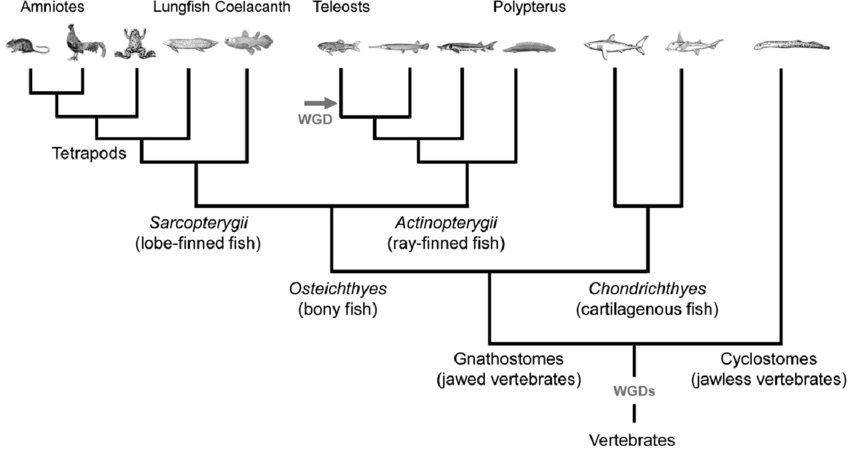 Amniotes
Lungfish Coelacanth
Teleosts
Polypterus
WGD
Tetrapods
Sarcopterygii
(lobe-finned fish)
Actinopterygii
(ray-finned fish)
Osteichthyes
(bony fish)
Chondrichthyes
(cartilagenous fish)
Gnathostomes
(jawed vertebrates)
Cyclostomes
(jawless vertebrates)
WGDs
Vertebrates